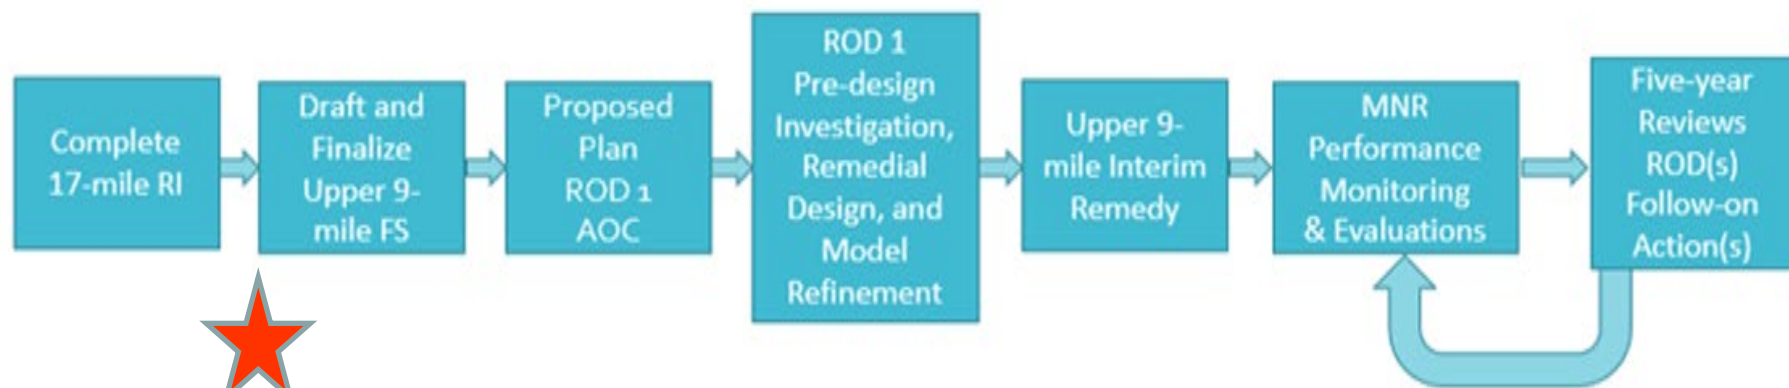 Complete
17-mile RI
Draft and
Finalize
Upper 9-
mile FS
Proposed
Plan
ROD 1
AOC
ROD 1
Pre-design
Investigation,
Remedial
Design, and
Model
Refinement
Upper 9-
mile Interim
Remedy
MNR
Performance
Monitoring
& Evaluations
Five-year
Reviews
ROD(s)
Follow-on
Action(s)